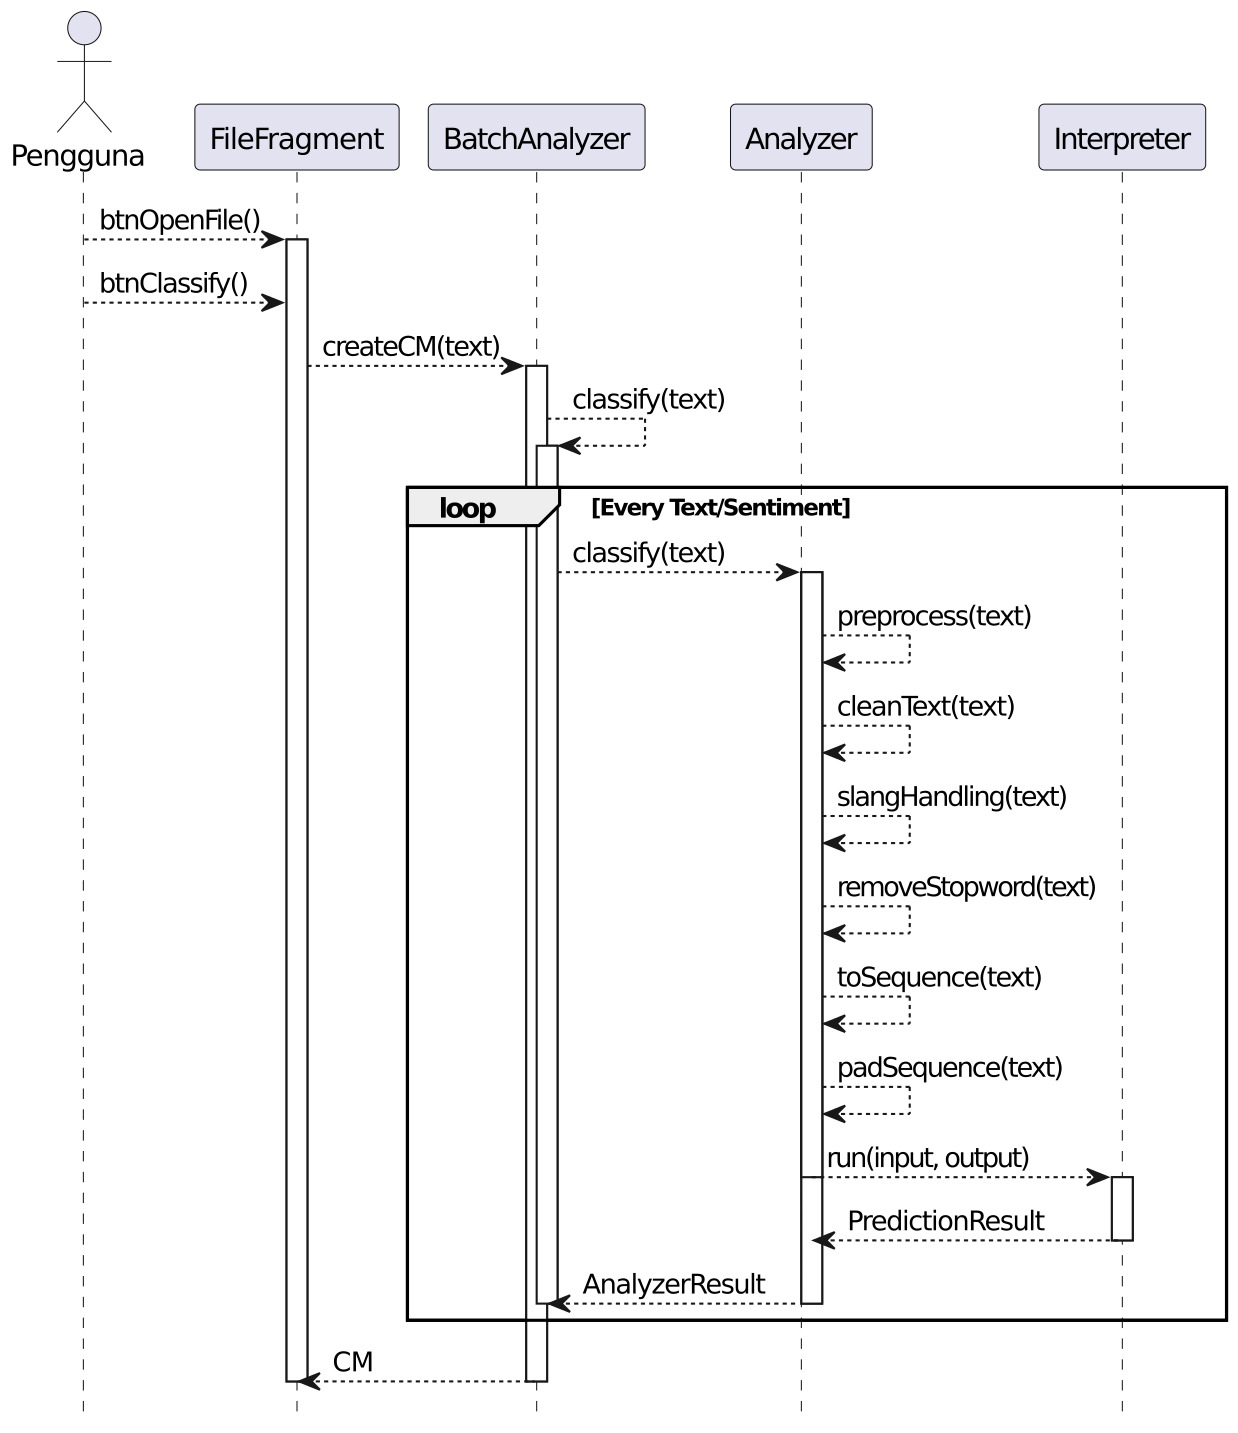 Pengguna
FileFragment
BatchAnalyzer
Analyzer
Interpreter
btnOpenFile()
btnClassify()
createCM(text)
classify(text)
loop
[Every Text/Sentiment]
classify(text)
preprocess(text)
cleanText(text)
slangHandling(text)
removeStopword(text)
toSequence(text)
padSequence(text)
run(input, output)
PredictionResult
AnalyzerResult
CM